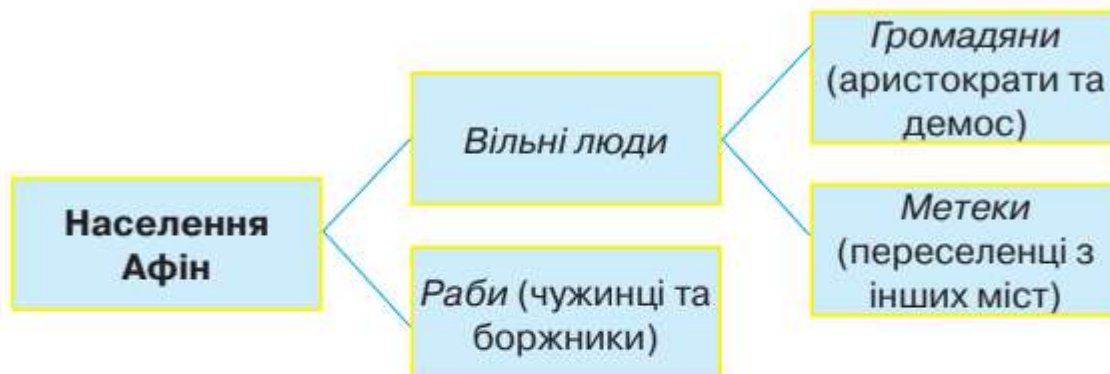 Населення
Афін
Вільні люди
Раби (чужинці та
боржники)
Громадяни
(аристократи та
демос)
Метеки
(переселенці з
інших міст)